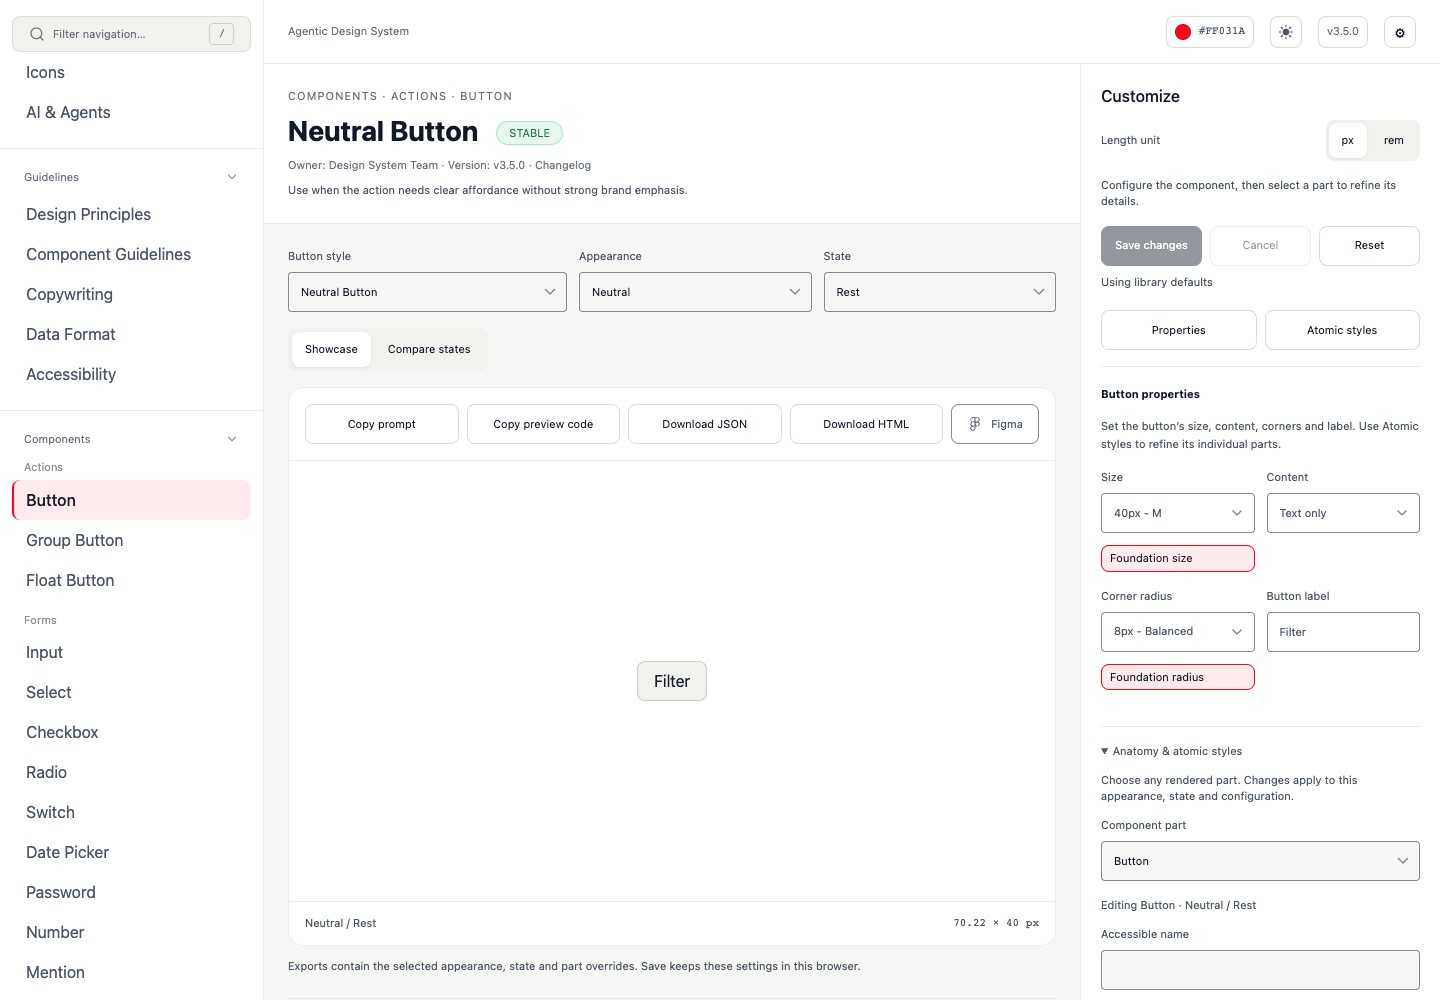 Filter navigation...
/
Icons
AI & Agents
Guidelines
Design Principles
Component Guidelines
Copywriting
Data Format
Accessibility
Components
Actions
Button
Group Button
Float Button
Forms
Input
Select
Checkbox
Radio
Switch
Date Picker
Password
Number
Mention
Agentic Design System
#FF031A
v3.5.0
COMPONENTS · ACTIONS · BUTTON
Neutral Button
STABLE
Owner: Design System Team · Version: v3.5.0 · Changelog
Use when the action needs clear affordance without strong brand emphasis.
Button style
Appearance
State
Neutral Button
Neutral
Rest
Showcase
Compare states
Copy prompt
Copy preview code
Download JSON
Download HTML
Figma
Filter
Neutral / Rest
70.22 × 40 px
Exports contain the selected appearance, state and part overrides. Save keeps these settings in this browser.
Customize
Length unit
px
rem
Configure the component, then select a part to refine its
details.
Save changes
Cancel
Reset
Using library defaults
Properties
Atomic styles
Button properties
Set the button's size, content, corners and label. Use Atomic
styles to refine its individual parts.
Size
Content
40px - M
Text only
Foundation size
Corner radius
Button label
8px - Balanced
Filter
Foundation radius
▼ Anatomy & atomic styles
Choose any rendered part. Changes apply to this
appearance, state and configuration.
Component part
Button
Editing Button · Neutral / Rest
Accessible name